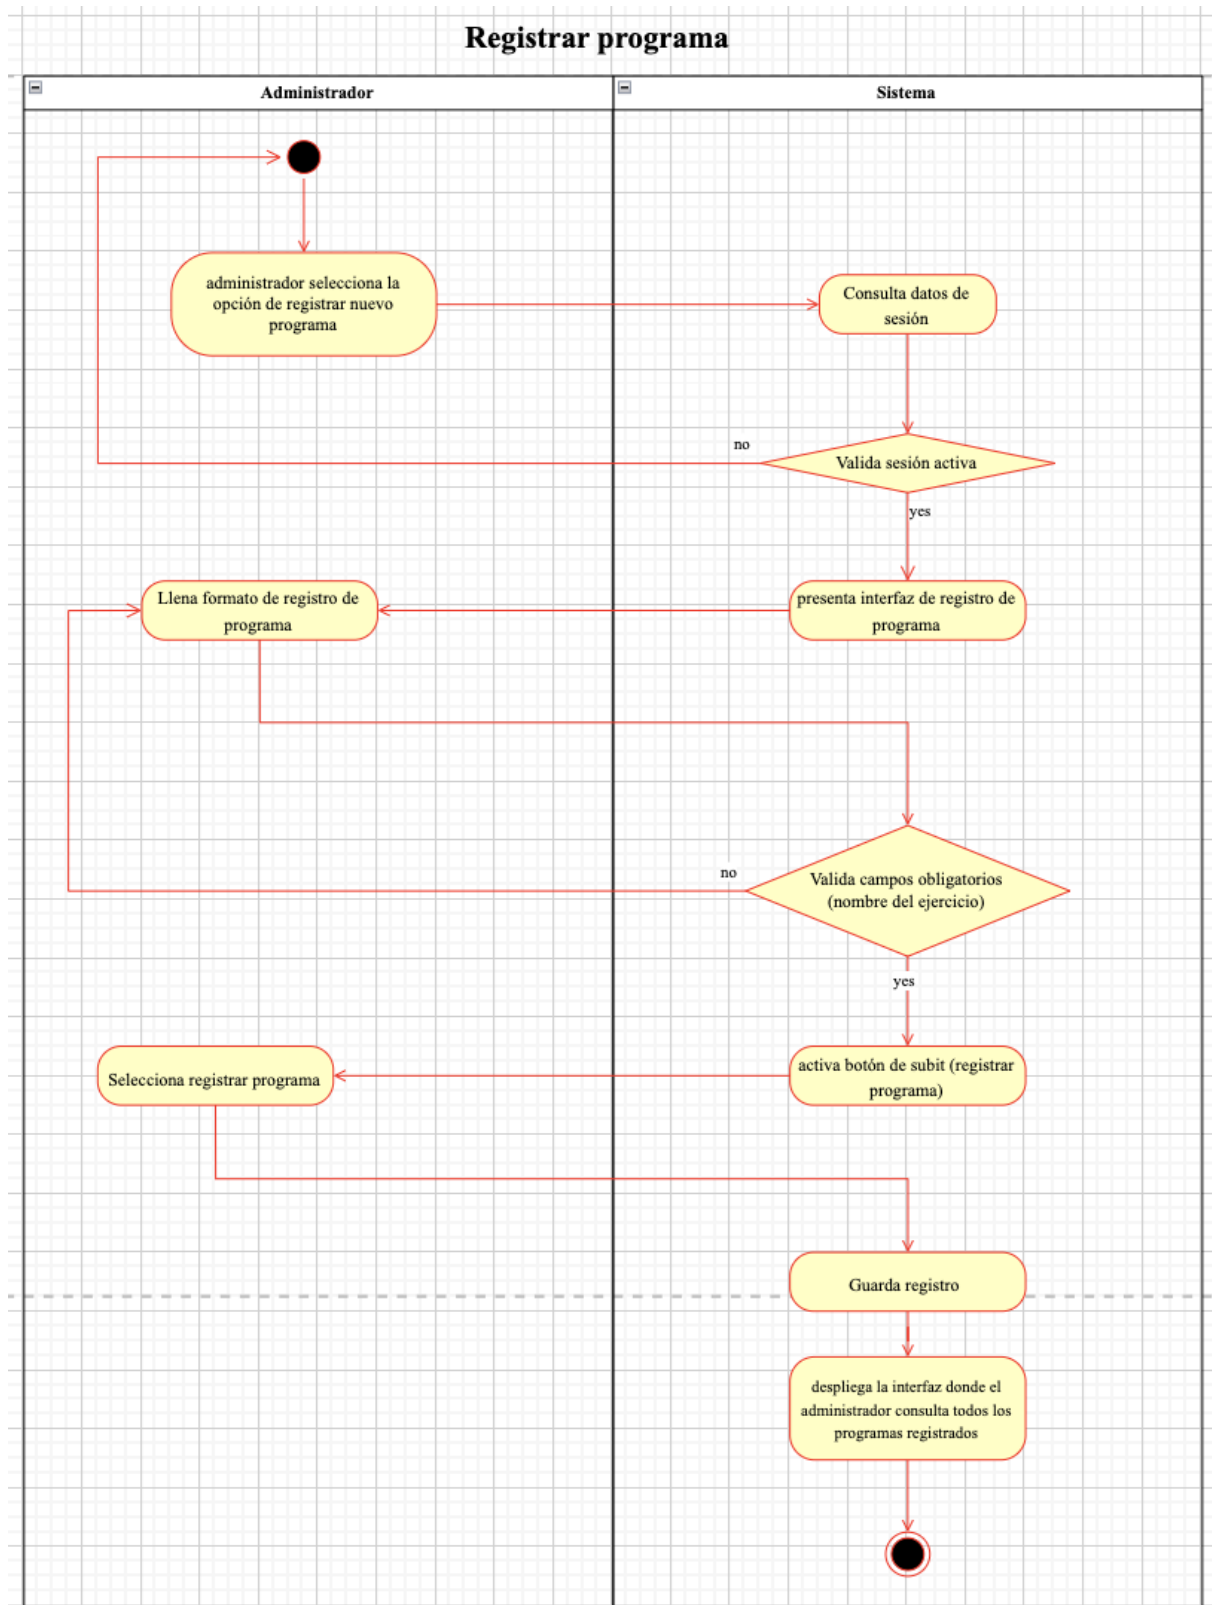 Registrar programa
Administrador
Sistema
administrador selecciona la
opción de registrar nuevo
programa
Consulta datos de
sesión
no
Valida sesión activa
yes
Llena formato de registro de
programa
presenta interfaz de registro de
programa
no
Valida campos obligatorios
(nombre del ejercicio)
yes
Selecciona registrar programa
activa botón de subit (registrar
programa)
Guarda registro
despliega la interfaz donde el
administrador consulta todos los
programas registrados